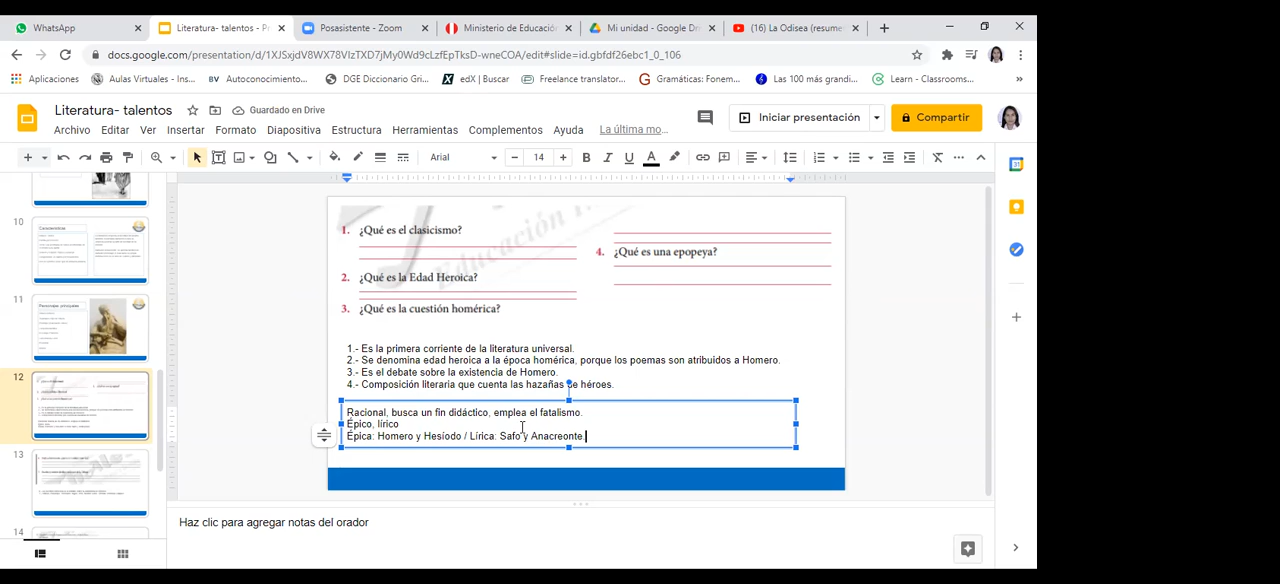 WhatsApp
Literatura- talentos - P
Posasistente - Zoom
Ministerio de Educació
Mi unidad - Google Dr
(16) La Odisea (resume
docs.google.com/presentation/d/1XJSxjdV8WX78VIzTXD7jMy0Wd9cLzfEpTksD-wneCOA/edit#slide=id.gbfdf26ebc1_0_106
Aplicaciones
Aulas Virtuales - Ins...
BV Autoconocimiento...
DGE Diccionario Gri...
edX | Buscar
Freelance translator...
Gramáticas: Fonem...
Las 100 más grandi...
Learn - Classrooms...
Literatura- talentos
Guardado en Drive
Archivo Editar Ver Insertar Formato Diapositiva Estructura Herramientas Complementos Ayuda La última mo...
Iniciar presentación
Compartir
Arial
14
10
Características
11
Personajes principales
12
13
14
Educación
1. ¿Qué es el clasicismo?
2. ¿Qué es la Edad Heroica?
3. ¿Qué es la cuestión homérica?
4. ¿Qué es una epopeya?
1.- Es la primera corriente de la literatura universal.
2.- Se denomina edad heroica a la época homérica, porque los poemas son atribuidos a Homero.
3.- Es el debate sobre la existencia de Homero.
4.- Composición literaria que cuenta las hazañas de héroes.
Racional, busca un fin didáctico, emplea el fatalismo.
Épico, lírico
Épica: Homero y Hesíodo / Lírica: Safo y Anacreonte.
Haz clic para agregar notas del orador